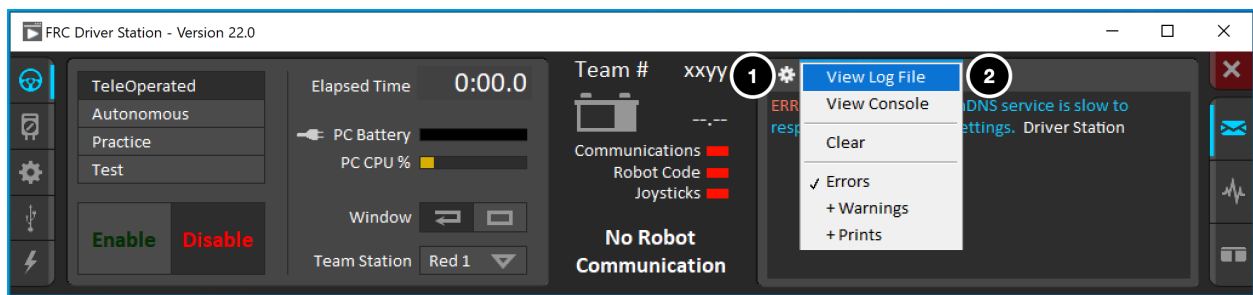 FRC Driver Station - Version 22.0
TeleOperated
Autonomous
Practice
Test
Enable Disable
Elapsed Time 0:00.0
PC Battery
PC CPU %
Window
Team Station Red 1
Team # xxyy
--.--
Communications
Robot Code
Joysticks
No Robot
Communication
1
2
View Log File
View Console
Clear
✓ Errors
+ Warnings
+ Prints
ERR
DNS service is slow to
resp ettings. Driver Station